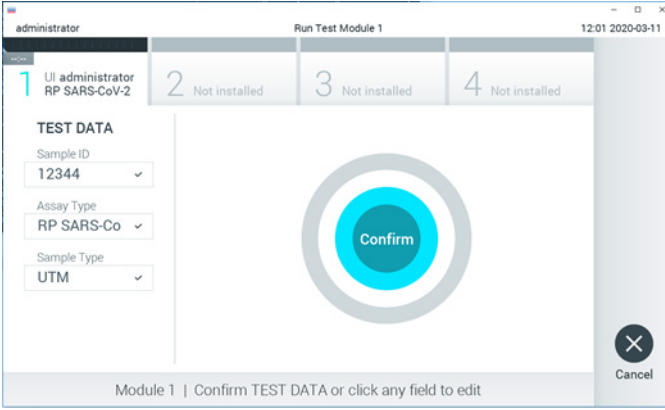 administrator
Run Test Module 1
12:01 2020-03-11
--:--
1
UI administrator
RP SARS-CoV-2
2 Not installed
3 Not installed
4 Not installed
TEST DATA
Sample ID
12344
Assay Type
RP SARS-Co
Sample Type
UTM
Confirm
Cancel
Module 1 | Confirm TEST DATA or click any field to edit